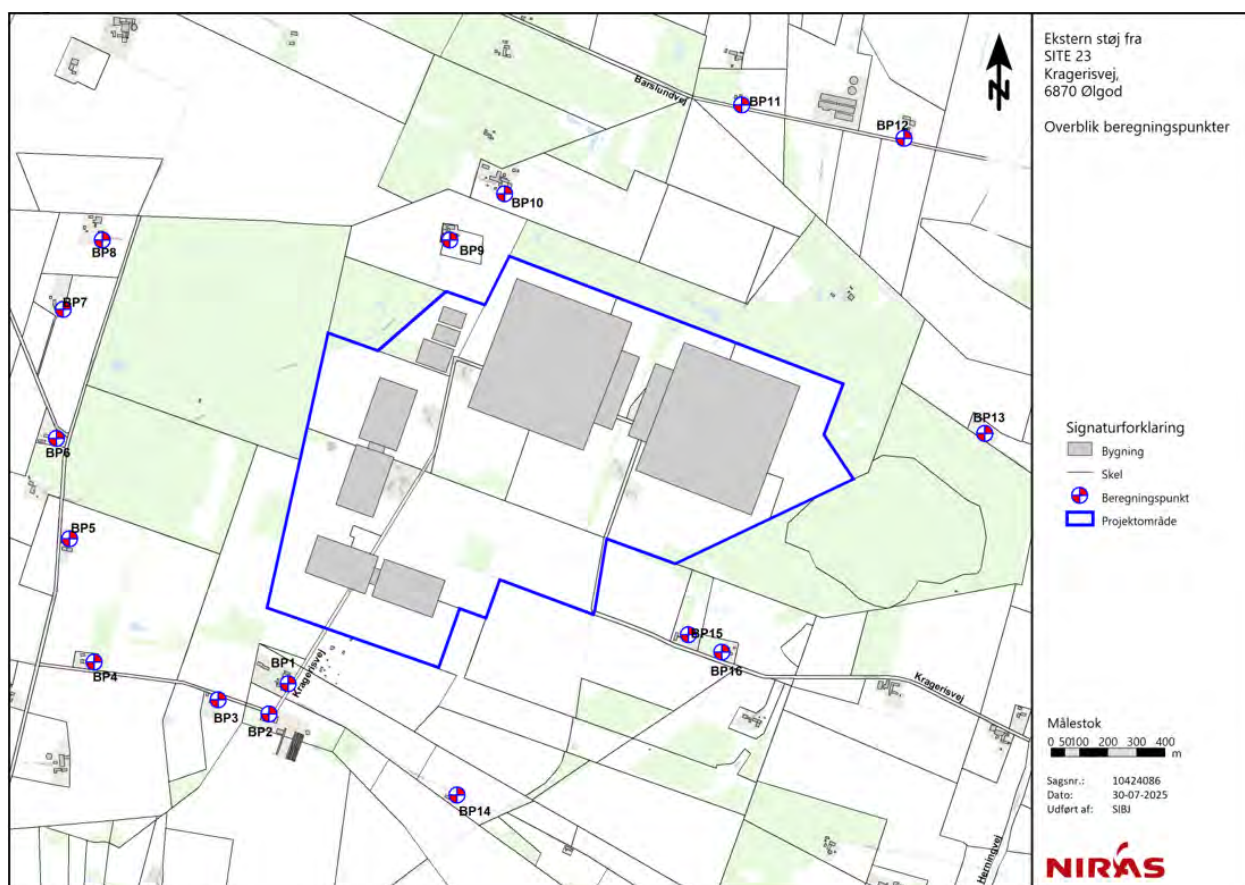 Ekstern støj fra
SITE 23
Kragerisvej,
6870 Ølgod
Overblik beregningspunkter
N
Barslundvej
BP11
BP12
BP10
BP9
BP8
BP7
BP6
BP13
BP5
BP15
BP16
BP4
BP1
Kragerisvej
Kragerisvej
BP3
BP2
BP14
Herningvej
Signaturforklaring
Bygning
Skel
Beregningspunkt
Projektområde
Målestok
0 50100 200 300 400
m
Sagsnr.: 10424086
Dato: 30-07-2025
Udført af: SIBJ
NIRAS